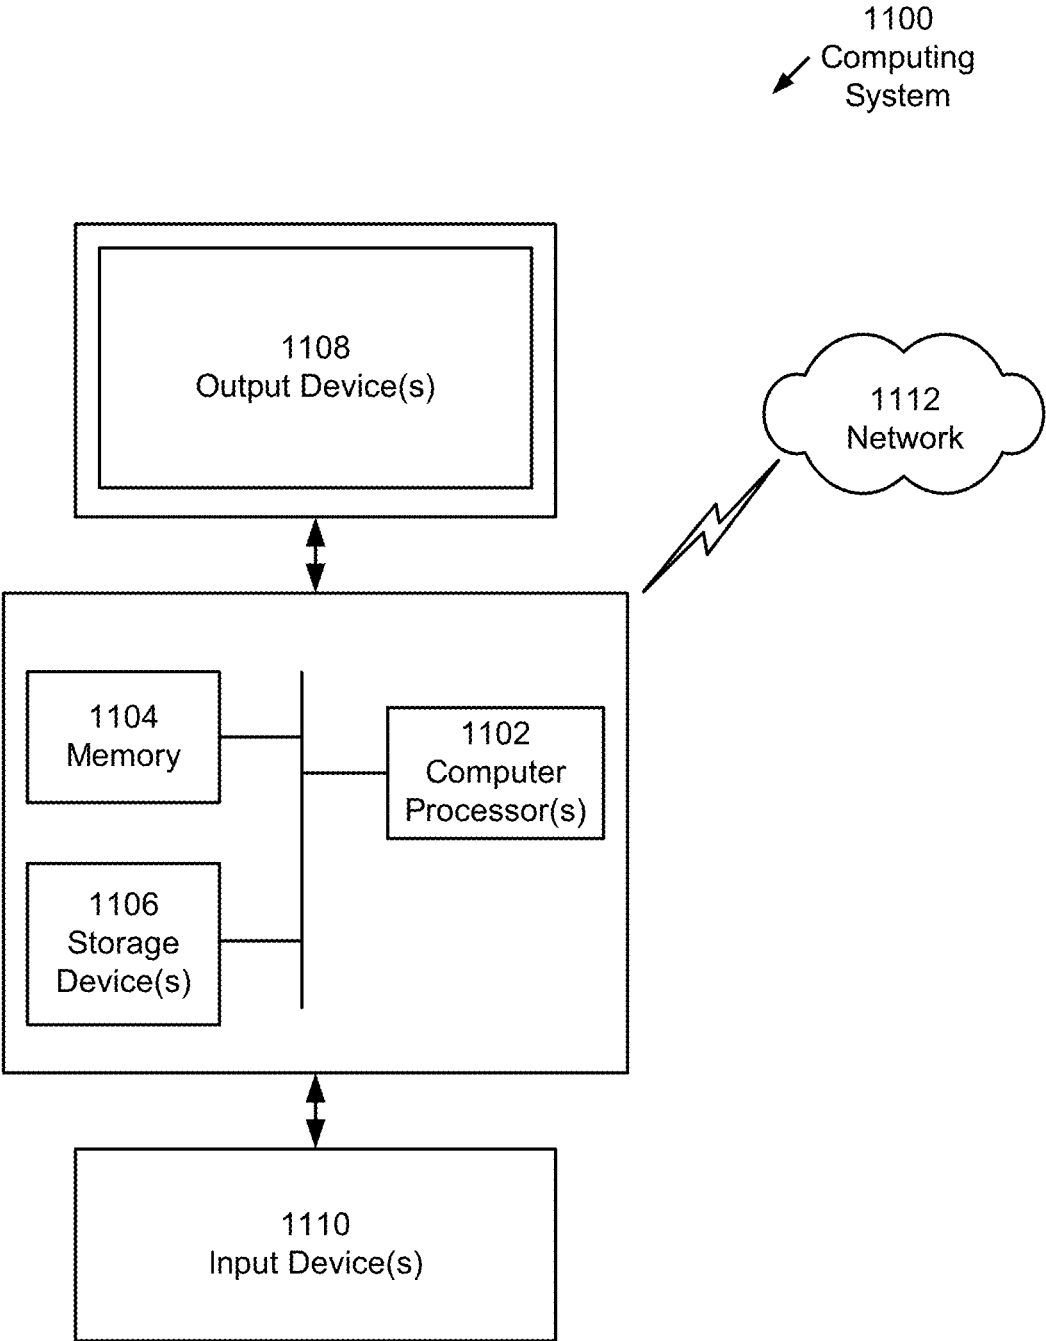 1100
Computing
System
1108
Output Device(s)
1112
Network
1104
Memory
1102
Computer
Processor(s)
1106
Storage
Device(s)
1110
Input Device(s)